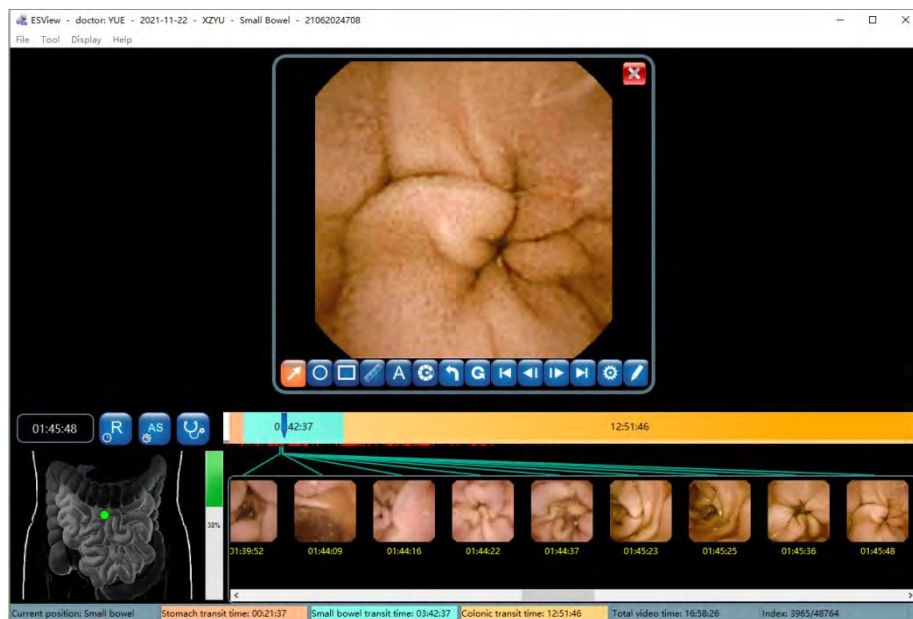 ESView - doctor: YUE - 2021-11-22 - XZYU - Small Bowel - 21062024708
File Tool Display Help
A
01:45:48 R AS 12:51:46
38%
01:39:52 01:44:09 01:44:16 01:44:22 01:44:37 01:45:23 01:45:25 01:45:36 01:45:48
Current position: Small bowel Stomach transit time: 00:21:37 Small bowel transit time: 03:42:37 Colonic transit time: 12:51:46 Total video time: 16:58:26 Index: 3965/48764